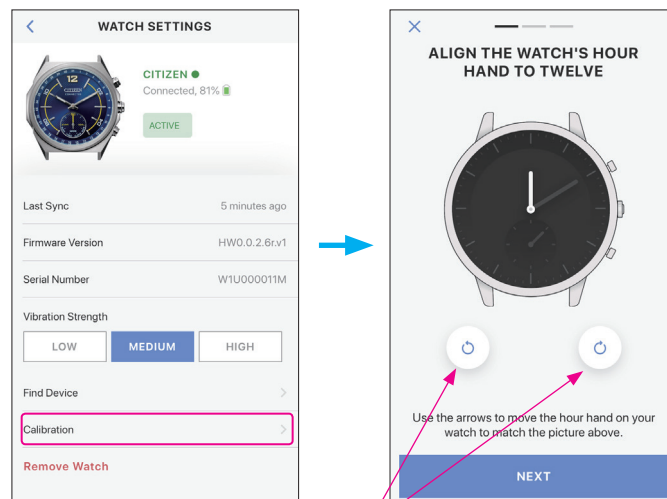 WATCH SETTINGS
CITIZEN
Connected, 81%
ACTIVE
12
CITIZEN
Last Sync
5 minutes ago
Firmware Version
HW0.0.2.6r.v1
Serial Number
W1U000011M
Vibration Strength
LOW
MEDIUM
HIGH
Find Device
Calibration
Remove Watch
ALIGN THE WATCH'S HOUR
HAND TO TWELVE
Use the arrows to move the hour hand on your
watch to match the picture above.
NEXT